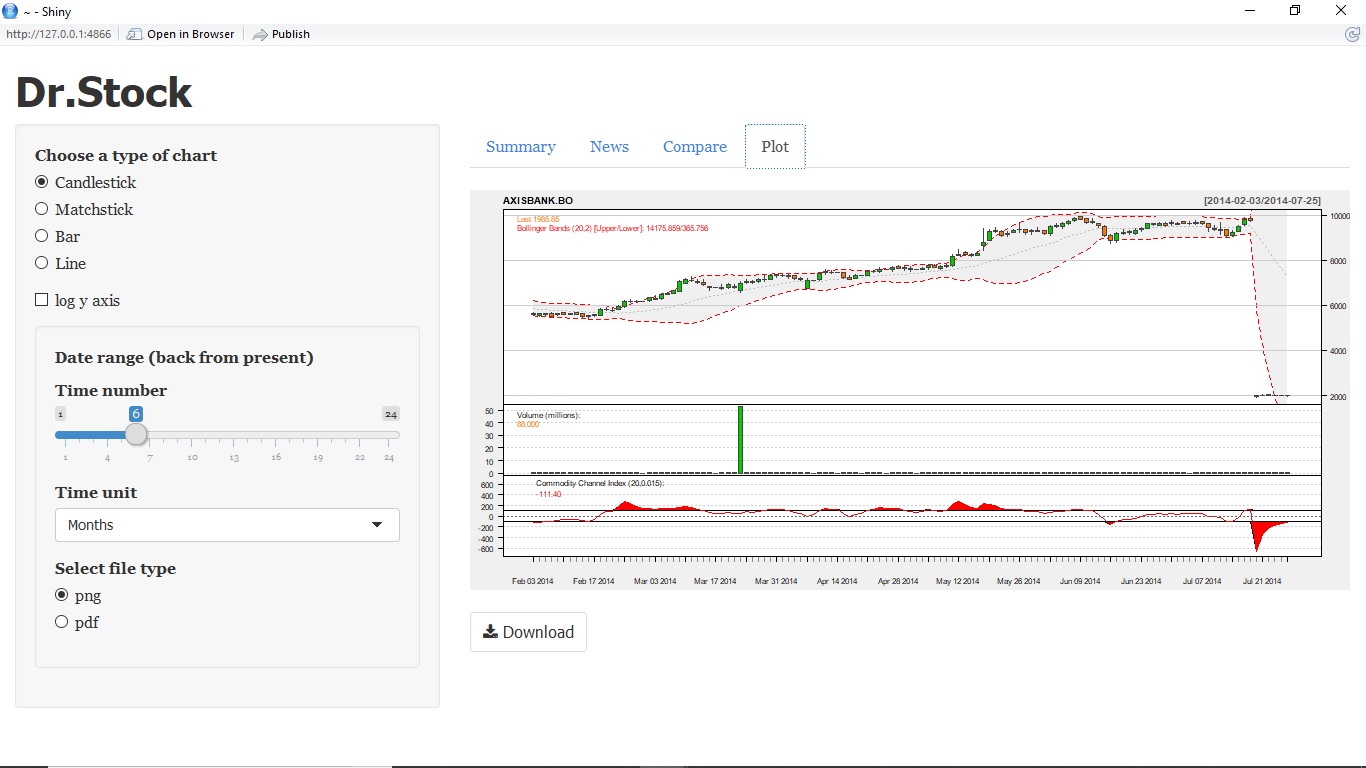 ~ - Shiny
http://127.0.0.1:4866 Open in Browser Publish
Dr.Stock
Choose a type of chart
Candlestick
Matchstick
Bar
Line
log y axis
Date range (back from present)
Time number
1 6 24
1 4 7 10 13 16 19 22 24
Time unit
Months
Select file type
png
pdf
Summary News Compare Plot
AXISBANK.BO [2014-02-03/2014-07-25]
Last 1985.85
Bollinger Bands (20,2) [Upper/Lower]: 14175.859/365.756
10000
8000
6000
4000
2000
Volume (millions):
88,000
50
40
30
20
10
0
Commodity Channel Index (20,0.015):
-111.40
600
400
200
0
-200
-400
-600
Feb 03 2014 Feb 17 2014 Mar 03 2014 Mar 17 2014 Mar 31 2014 Apr 14 2014 Apr 28 2014 May 12 2014 May 26 2014 Jun 09 2014 Jun 23 2014 Jul 07 2014 Jul 21 2014
Download